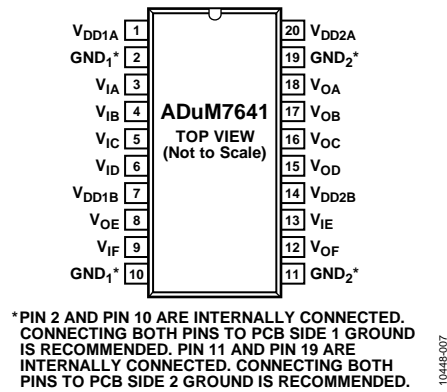 VDD1A 1 20 VDD2A
GND1* 2 19 GND2*
VIA 3 18 VOA
VIB 4 ADuM7641 17 VOB
TOP VIEW
VIC 5 (Not to Scale) 16 VOC
VID 6 15 VOD
VDD1B 7 14 VDD2B
VOE 8 13 VIE
VIF 9 12 VOF
GND1* 10 11 GND2*
*PIN 2 AND PIN 10 ARE INTERNALLY CONNECTED.
CONNECTING BOTH PINS TO PCB SIDE 1 GROUND
IS RECOMMENDED. PIN 11 AND PIN 19 ARE
INTERNALLY CONNECTED. CONNECTING BOTH
PINS TO PCB SIDE 2 GROUND IS RECOMMENDED.
10448-007